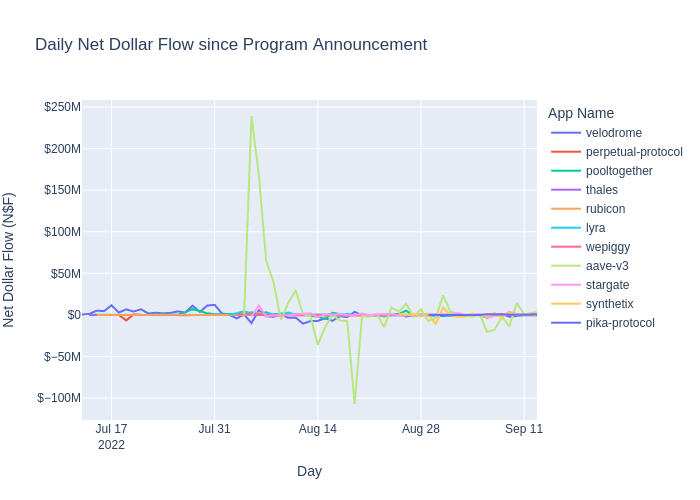 Daily Net Dollar Flow since Program Announcement
Net Dollar Flow (N$F)
$250M
$200M
$150M
$100M
$50M
$0
$−50M
$−100M
Jul 17
2022
Jul 31
Aug 14
Aug 28
Sep 11
Day
App Name
velodrome
perpetual-protocol
pooltogether
thales
rubicon
lyra
wepiggy
aave-v3
stargate
synthetix
pika-protocol